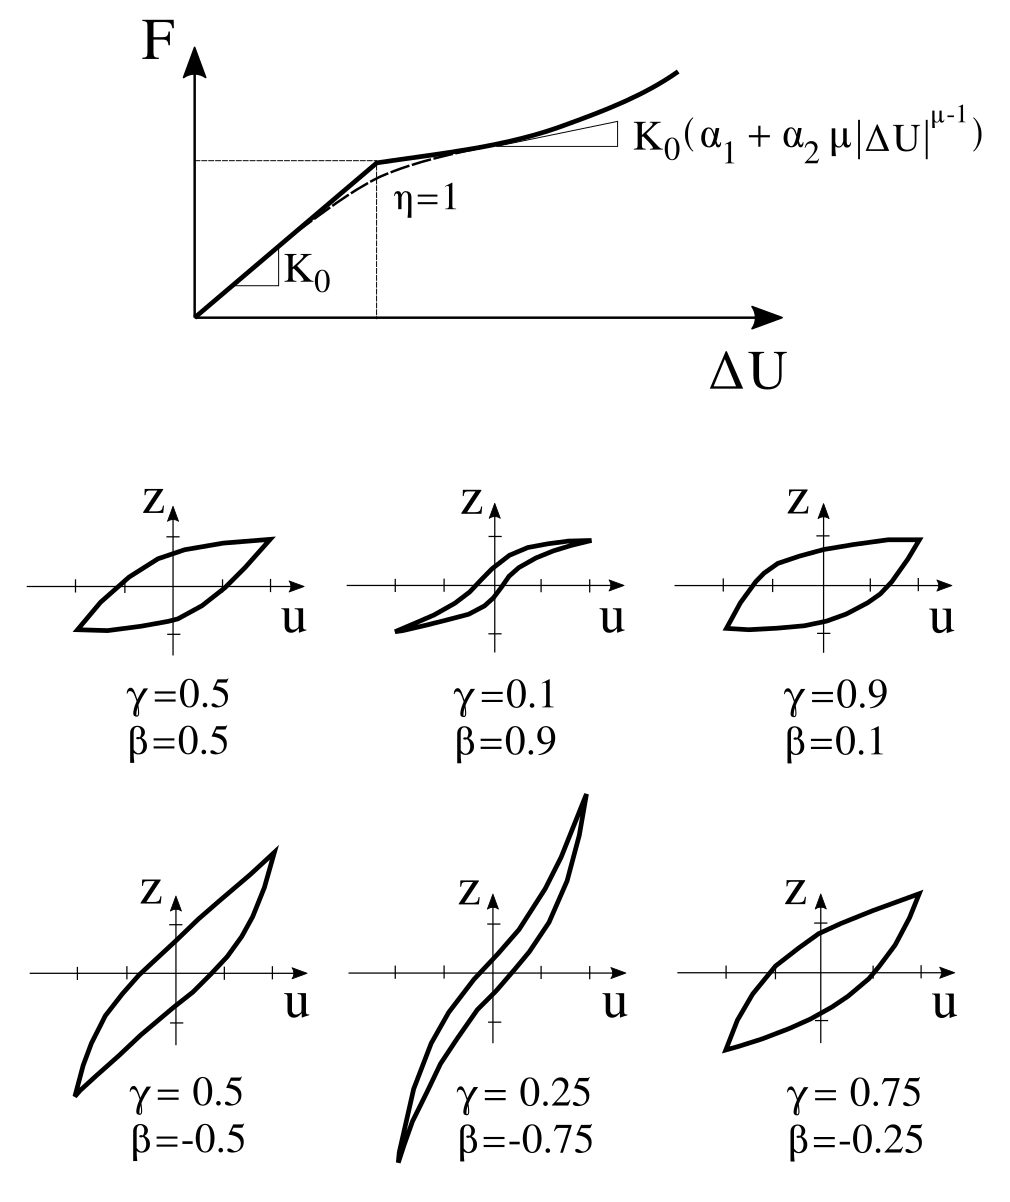 F
K₀(α₁ + α₂ μ|ΔU|^μ-1)
η=1
K₀
ΔU
z z z
u u u
γ=0.5 γ=0.1 γ=0.9
β=0.5 β=0.9 β=0.1
z z z
u u u
γ= 0.5 γ= 0.25 γ= 0.75
β=-0.5 β=-0.75 β=-0.25